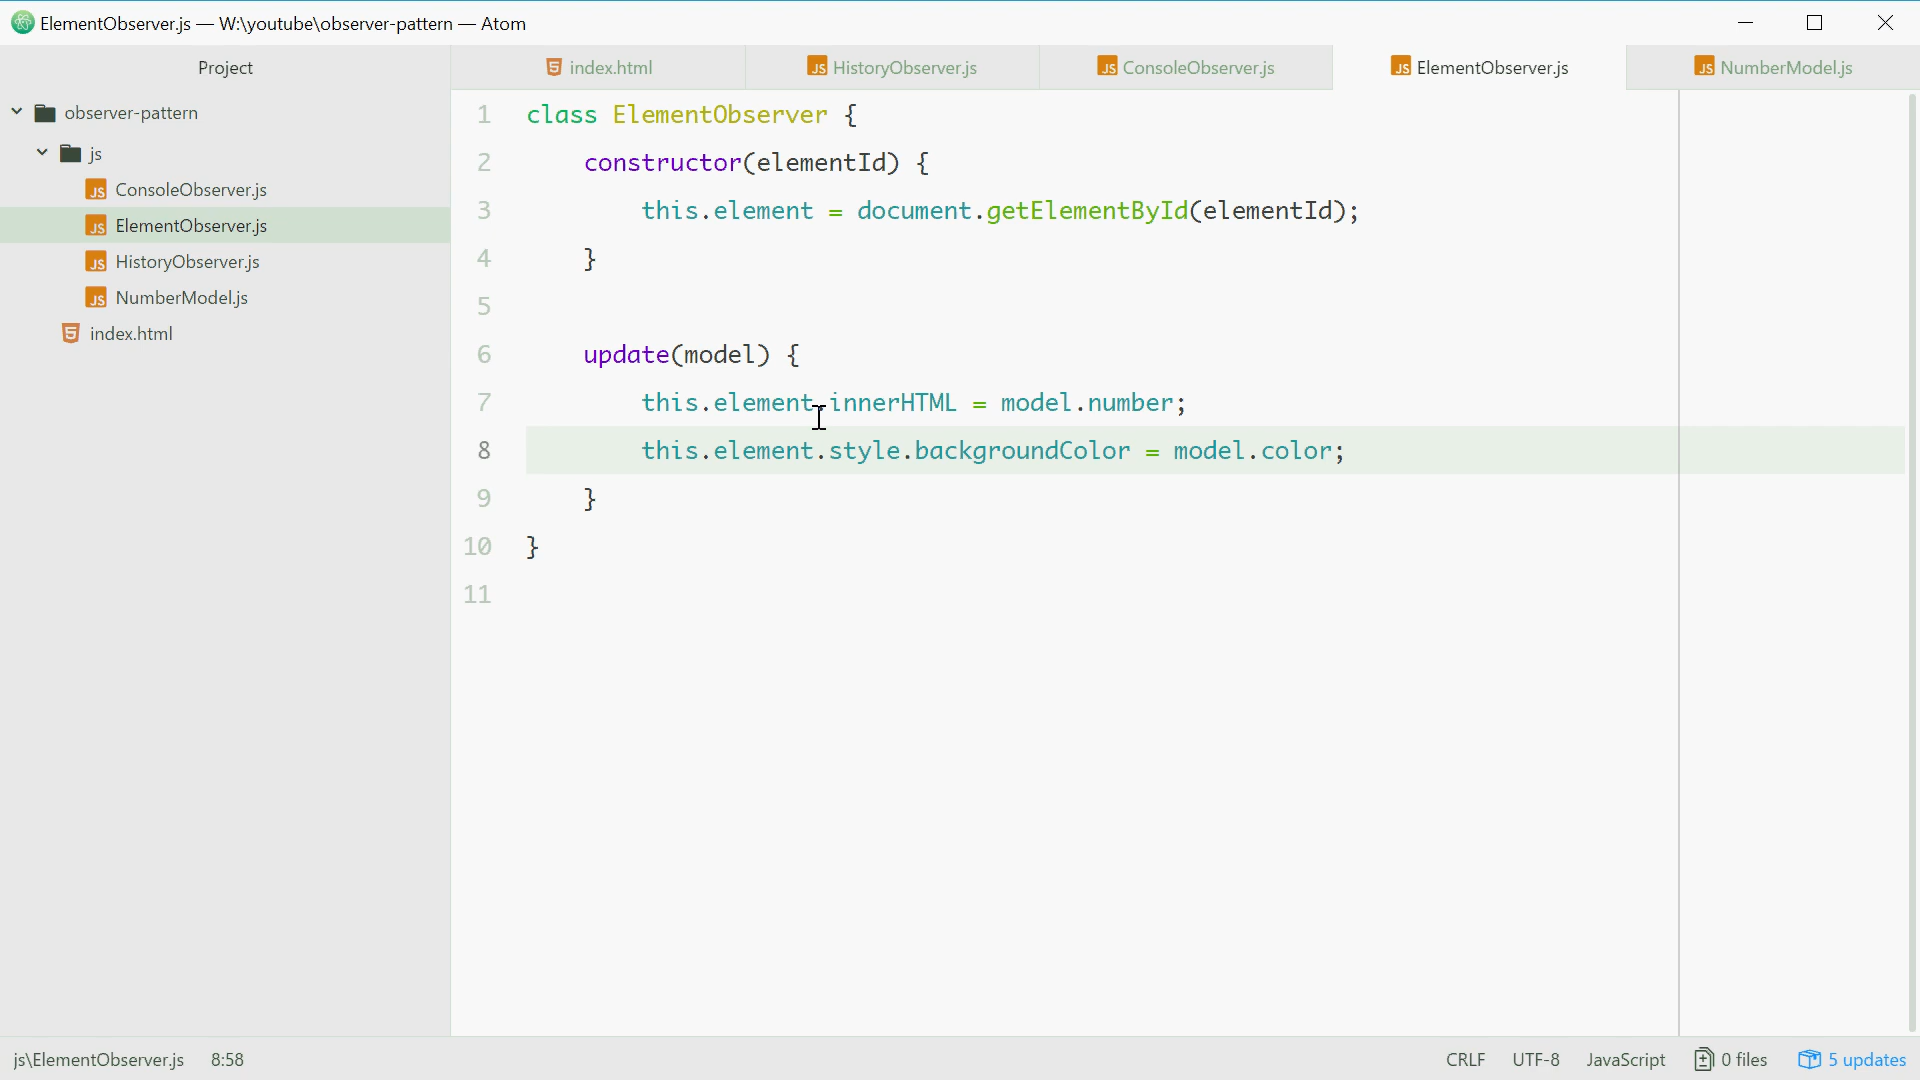 ElementObserver.js — W:\youtube\observer-pattern — Atom
Project
index.html
HistoryObserver.js
ConsoleObserver.js
ElementObserver.js
NumberModel.js
observer-pattern
js
ConsoleObserver.js
ElementObserver.js
HistoryObserver.js
NumberModel.js
index.html
1 class ElementObserver {
2 constructor(elementId) {
3 this.element = document.getElementById(elementId);
4 }
5
6 update(model) {
7 this.element.innerHTML = model.number;
8 this.element.style.backgroundColor = model.color;
9 }
10 }
11
js\ElementObserver.js 8:58 CRLF UTF-8 JavaScript 0 files 5 updates